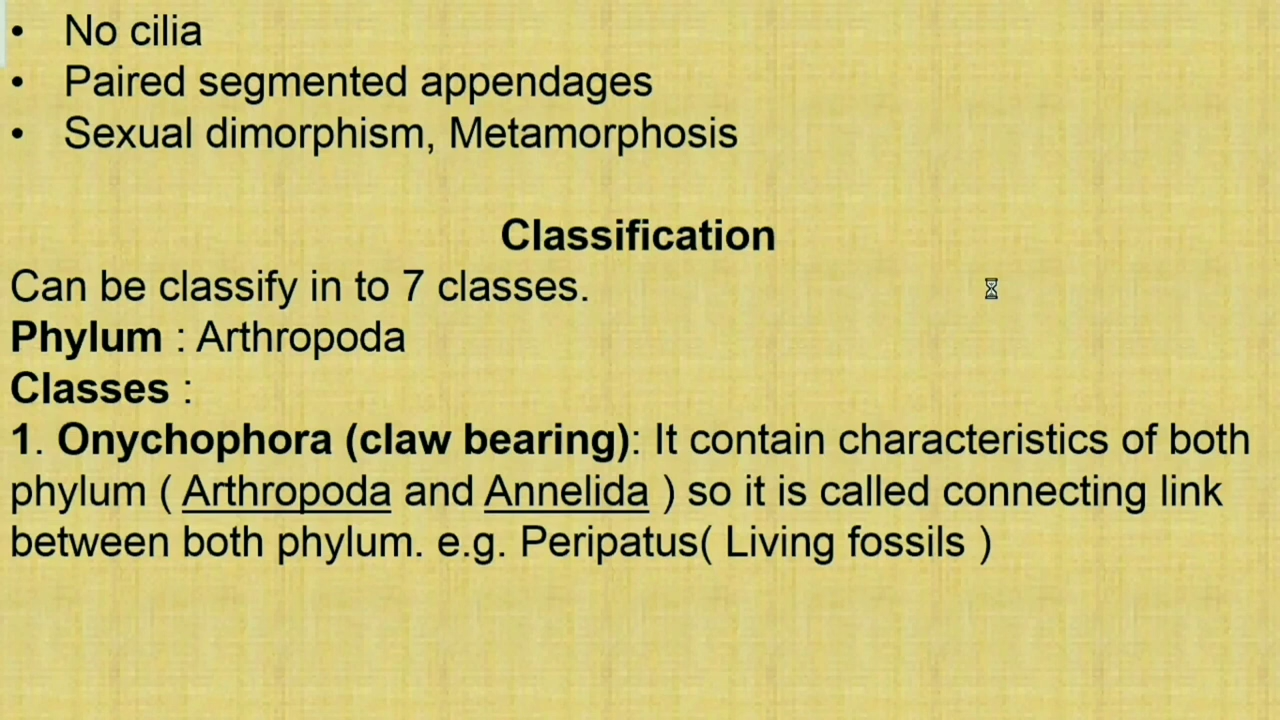 • No cilia
• Paired segmented appendages
• Sexual dimorphism, Metamorphosis
Classification
Can be classify in to 7 classes.
Phylum : Arthropoda
Classes :
1. Onychophora (claw bearing): It contain characteristics of both
phylum ( Arthropoda and Annelida ) so it is called connecting link
between both phylum. e.g. Peripatus( Living fossils )